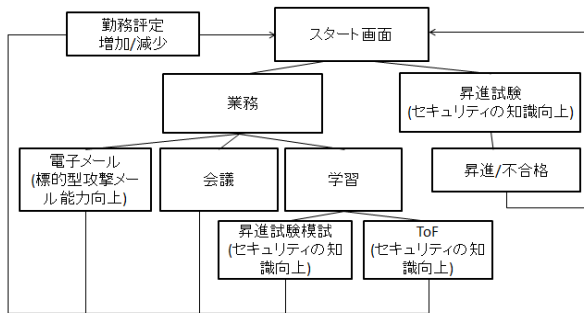 勤務評定
増加/減少
スタート画面
業務
昇進試験
(セキュリティの知識向上)
電子メール
(標的型攻撃メー
ル能力向上)
会議
学習
昇進/不合格
昇進試験模試
(セキュリティの知
識向上)
ToF
(セキュリティの知
識向上)